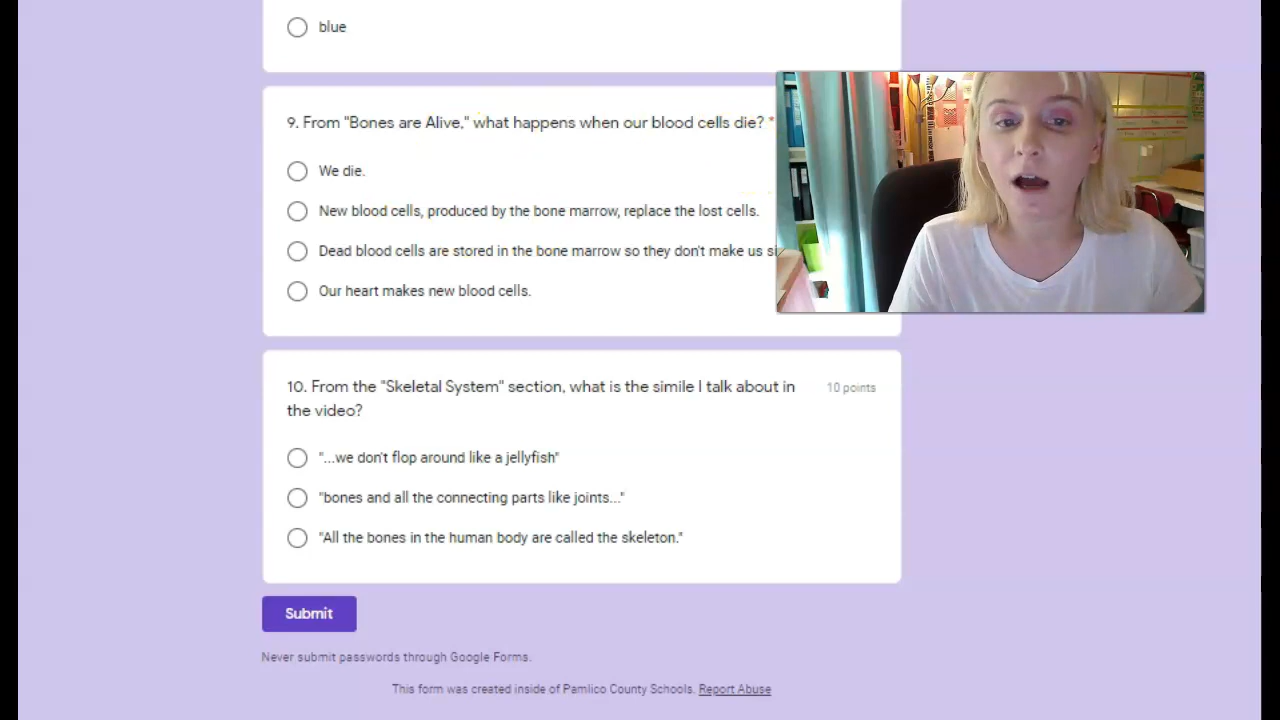 blue
9. From "Bones are Alive," what happens when our blood cells die? *
We die.
New blood cells, produced by the bone marrow, replace the lost cells.
Dead blood cells are stored in the bone marrow so they don't make us
Our heart makes new blood cells.
10. From the "Skeletal System" section, what is the simile I talk about in
the video?
10 points
"...we don't flop around like a jellyfish"
"bones and all the connecting parts like joints..."
"All the bones in the human body are called the skeleton."
Submit
Never submit passwords through Google Forms.
This form was created inside of Pamlico County Schools. Report Abuse